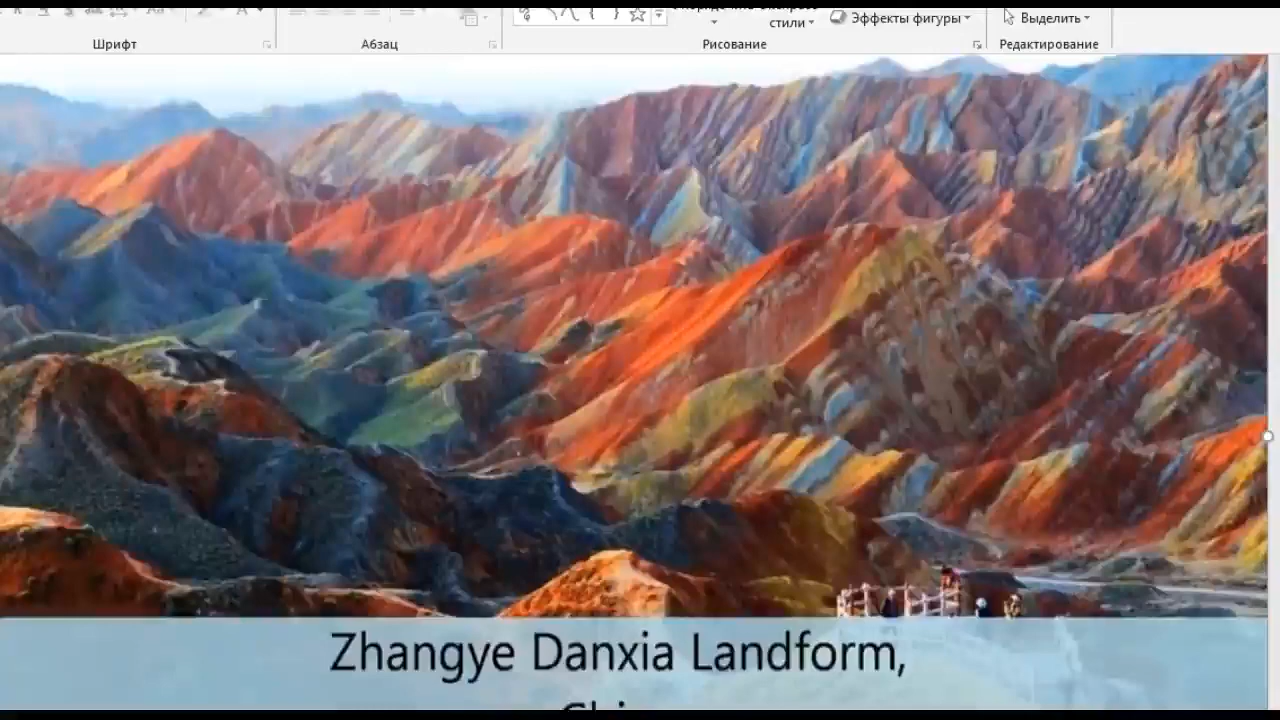 стили
Эффекты фигуры
Выделить
Шрифт
Абзац
Рисование
Редактирование
Zhangye Danxia Landform,